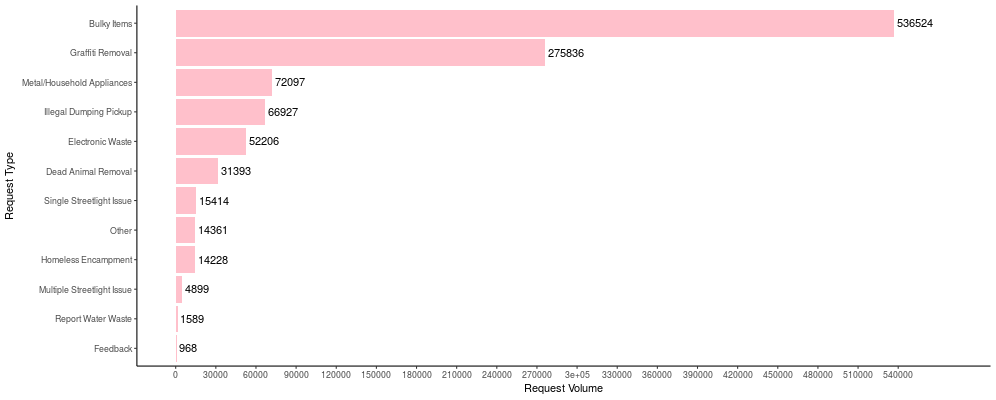 Bulky Items
536524
Graffiti Removal
275836
Metal/Household Appliances
72097
Illegal Dumping Pickup
66927
Electronic Waste
52206
Dead Animal Removal
31393
Single Streetlight Issue
15414
Other
14361
Homeless Encampment
14228
Multiple Streetlight Issue
4899
Report Water Waste
1589
Feedback
968
Request Type
0 30000 60000 90000 120000 150000 180000 210000 240000 270000 3e+05 330000 360000 390000 420000 450000 480000 510000 540000
Request Volume